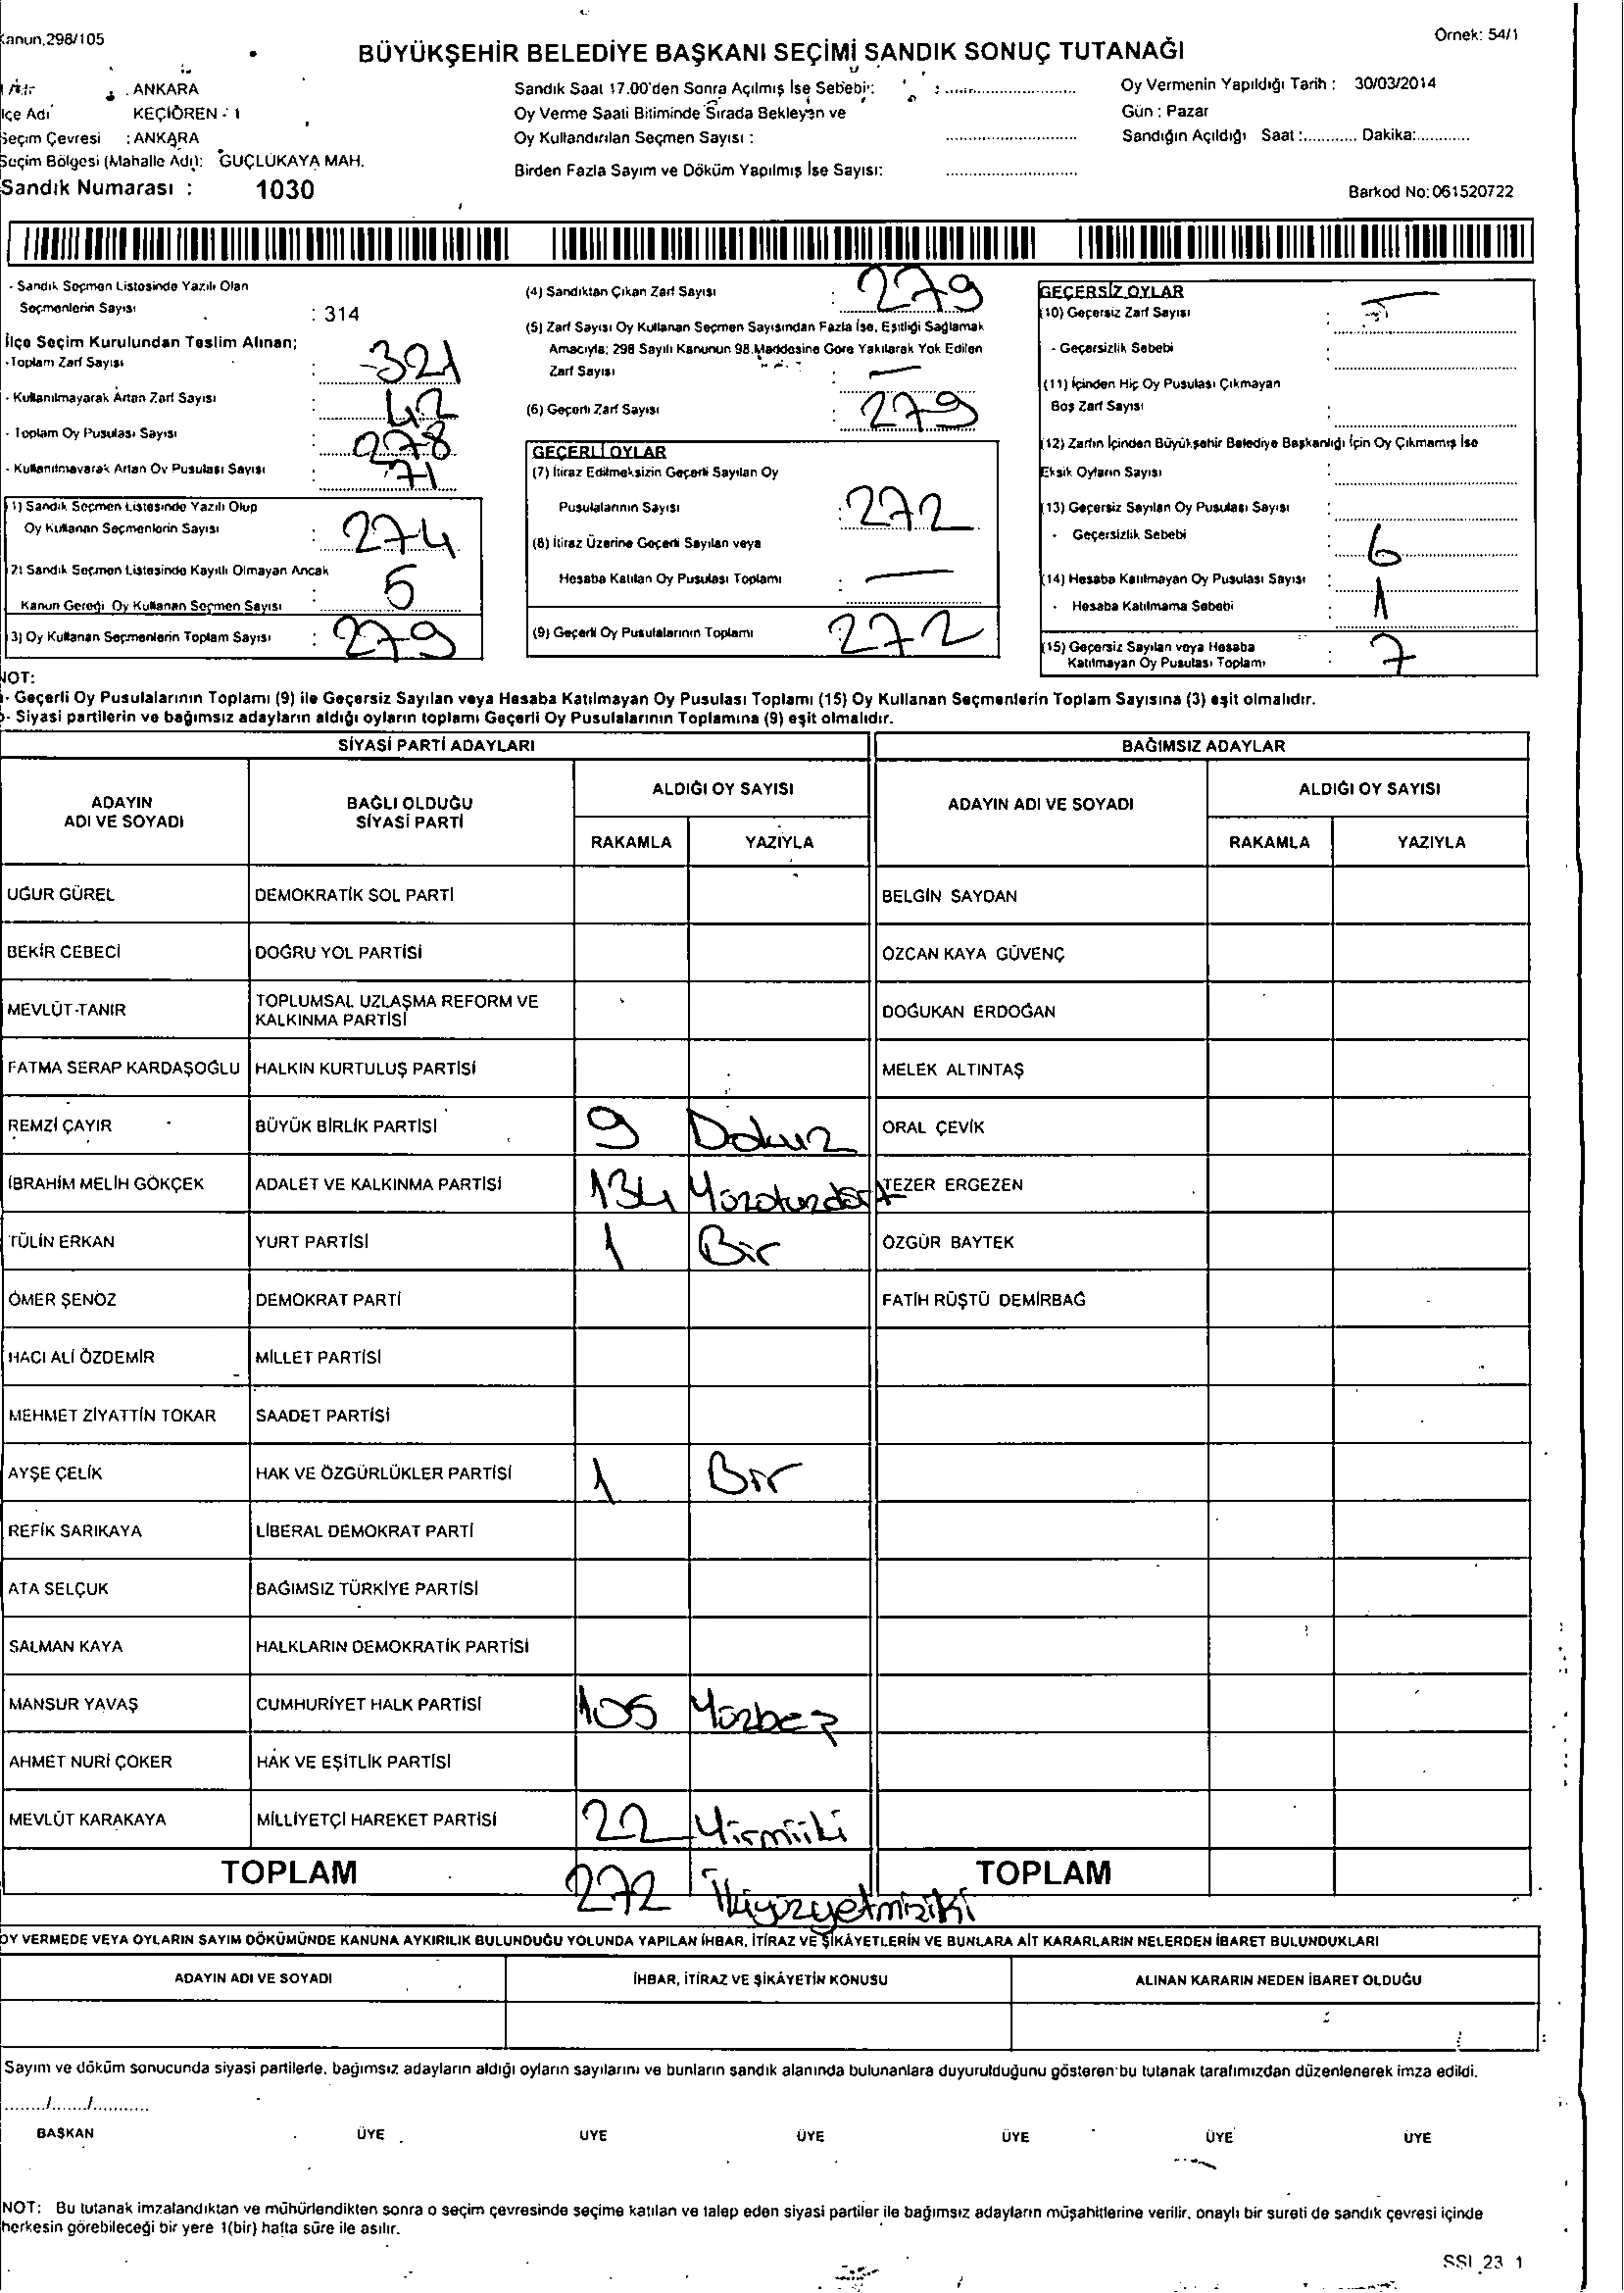 Kanun,298/105
Örnek: 54/1
BÜYÜKŞEHİR BELEDİYE BAŞKANI SEÇİMİ SANDIK SONUÇ TUTANAĞI
: ANKARA
İlçe Adı KEÇİÖREN - 1
Seçim Çevresi : ANKARA
Seçim Bölgesi (Mahalle Adı): GÜÇLÜKAYA MAH.
Sandık Numarası : 1030
Sandık Saat 17.00'den Sonra Açılmış İse Sebebi: : ............................
Oy Verme Saati Bitiminde Sırada Bekleyen ve
Oy Kullandırılan Seçmen Sayısı : ............................
Birden Fazla Sayım ve Döküm Yapılmış İse Sayısı: ............................
Oy Vermenin Yapıldığı Tarih : 30/03/2014
Gün : Pazar
Sandığın Açıldığı Saat :............ Dakika:............
Barkod No: 061520722
- Sandık Seçmen Listesinde Yazılı Olan
Seçmenlerin Sayısı : 314
İlçe Seçim Kurulundan Teslim Alınan;
-Toplam Zarf Sayısı : 321
- Kullanılmayarak Artan Zarf Sayısı : 42
- Toplam Oy Pusulası Sayısı : 278
- Kullanılmayarak Artan Oy Pusulası Sayısı : 71
(1) Sandık Seçmen Listesinde Yazılı Olup
Oy Kullanan Seçmenlerin Sayısı : 274
(2) Sandık Seçmen Listesinde Kayıtlı Olmayan Ancak
Kanun Gereği Oy Kullanan Seçmen Sayısı : 5
(3) Oy Kullanan Seçmenlerin Toplam Sayısı : 279
(4) Sandıktan Çıkan Zarf Sayısı : 279
(5) Zarf Sayısı Oy Kullanan Seçmen Sayısından Fazla İse, Eşitliği Sağlamak
Amacıyla; 298 Sayılı Kanunun 98.Maddesine Göre Yakılarak Yok Edilen
Zarf Sayısı : —
(6) Geçerli Zarf Sayısı : 279
GEÇERLİ OYLAR
(7) İtiraz Edilmeksizin Geçerli Sayılan Oy
Pusulalarının Sayısı : 272
(8) İtiraz Üzerine Geçerli Sayılan veya
Hesaba Katılan Oy Pusulası Toplamı : —
(9) Geçerli Oy Pusulalarının Toplamı : 272
GEÇERSİZ OYLAR
(10) Geçersiz Zarf Sayısı :
- Geçersizlik Sebebi
(11) İçinden Hiç Oy Pusulası Çıkmayan
Boş Zarf Sayısı :
(12) Zarfın İçinden Büyükşehir Belediye Başkanlığı İçin Oy Çıkmamış İse
Eksik Oyların Sayısı :
(13) Geçersiz Sayılan Oy Pusulası Sayısı :
- Geçersizlik Sebebi : 6
(14) Hesaba Katılmayan Oy Pusulası Sayısı :
- Hesaba Katılmama Sebebi : 1
(15) Geçersiz Sayılan veya Hesaba
Katılmayan Oy Pusulası Toplamı : 7
NOT:
- Geçerli Oy Pusulalarının Toplamı (9) ile Geçersiz Sayılan veya Hesaba Katılmayan Oy Pusulası Toplamı (15) Oy Kullanan Seçmenlerin Toplam Sayısına (3) eşit olmalıdır.
- Siyasi partilerin ve bağımsız adayların aldığı oyların toplamı Geçerli Oy Pusulalarının Toplamına (9) eşit olmalıdır.
SİYASİ PARTİ ADAYLARI BAĞIMSIZ ADAYLAR
ADAYIN ADI VE SOYADI BAĞLI OLDUĞU SİYASİ PARTİ ALDIĞI OY SAYISI ADAYIN ADI VE SOYADI ALDIĞI OY SAYISI
RAKAMLA YAZIYLA RAKAMLA YAZIYLA
UĞUR GÜREL DEMOKRATİK SOL PARTİ BELGİN SAYDAN
BEKİR CEBECİ DOĞRU YOL PARTİSİ ÖZCAN KAYA GÜVENÇ
MEVLÜT TANIR TOPLUMSAL UZLAŞMA REFORM VE KALKINMA PARTİSİ DOĞUKAN ERDOĞAN
FATMA SERAP KARDAŞOĞLU HALKIN KURTULUŞ PARTİSİ MELEK ALTINTAŞ
REMZİ ÇAYIR BÜYÜK BİRLİK PARTİSİ 9 Dokuz ORAL ÇEVİK
İBRAHİM MELİH GÖKÇEK ADALET VE KALKINMA PARTİSİ 134 Yüzotuzdört TEZER ERGEZEN
TÜLİN ERKAN YURT PARTİSİ 1 Bir ÖZGÜR BAYTEK
ÖMER ŞENÖZ DEMOKRAT PARTİ FATİH RÜŞTÜ DEMİRBAĞ
HACI ALİ ÖZDEMİR MİLLET PARTİSİ
MEHMET ZİYATTİN TOKAR SAADET PARTİSİ
AYŞE ÇELİK HAK VE ÖZGÜRLÜKLER PARTİSİ 1 Bir
REFİK SARIKAYA LİBERAL DEMOKRAT PARTİ
ATA SELÇUK BAĞIMSIZ TÜRKİYE PARTİSİ
SALMAN KAYA HALKLARIN DEMOKRATİK PARTİSİ
MANSUR YAVAŞ CUMHURİYET HALK PARTİSİ 105 Yüzbeş
AHMET NURİ ÇOKER HAK VE EŞİTLİK PARTİSİ
MEVLÜT KARAKAYA MİLLİYETÇİ HAREKET PARTİSİ 22 Yirmiiki
TOPLAM 272 İkiyüzyetmişiki TOPLAM
OY VERMEDE VEYA OYLARIN SAYIM DÖKÜMÜNDE KANUNA AYKIRILIK BULUNDUĞU YOLUNDA YAPILAN İHBAR, İTİRAZ VE ŞİKÂYETLERİN VE BUNLARA AİT KARARLARIN NELERDEN İBARET BULUNDUKLARI
ADAYIN ADI VE SOYADI İHBAR, İTİRAZ VE ŞİKÂYETİN KONUSU ALINAN KARARIN NEDEN İBARET OLDUĞU
Sayım ve döküm sonucunda siyasi partilerle, bağımsız adayların aldığı oyların sayılarını ve bunların sandık alanında bulunanlara duyurulduğunu gösteren bu tutanak tarafımızdan düzenlenerek imza edildi.
......../......./...........
BAŞKAN ÜYE ÜYE ÜYE ÜYE ÜYE ÜYE
NOT: Bu tutanak imzalandıktan ve mühürlendikten sonra o seçim çevresinde seçime katılan ve talep eden siyasi partiler ile bağımsız adayların müşahitlerine verilir, onaylı bir sureti de sandık çevresi içinde
herkesin görebileceği bir yere 1(bir) hafta süre ile asılır.
SSI_23_1